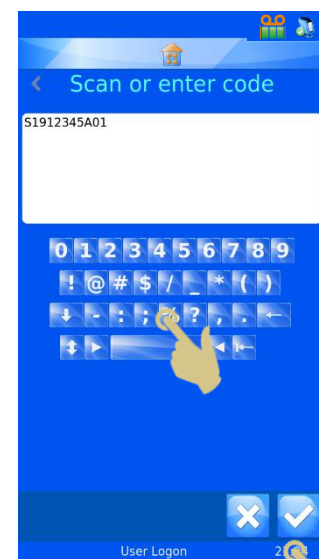 Scan or enter code
S1912345A01
0 1 2 3 4 5 6 7 8 9
! @ # $ / _ * ( )
- : ; % ? , .
User Logon